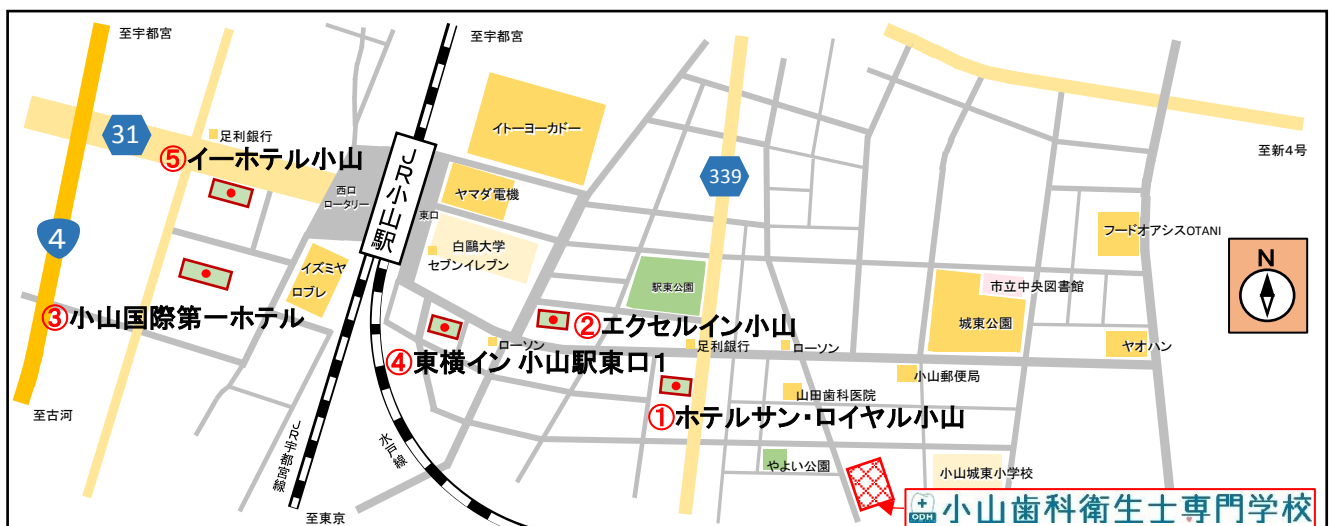 至宇都宮
至宇都宮
31
足利銀行
⑤イーホテル小山
イトーヨーカドー
至新4号
339
西口
ロータリー
JR小山駅
東口
ヤマダ電機
白鷗大学
セブンイレブン
4
フードオアシスOTANI
N
イズミヤ
ロブレ
駅東公園
市立中央図書館
③小山国際第一ホテル
②エクセルイン小山
城東公園
ローソン
足利銀行
ローソン
ヤオハン
④東横イン 小山駅東口1
小山郵便局
山田歯科医院
至古河
①ホテルサン・ロイヤル小山
JR宇都宮線
水戸線
やよい公園
小山城東小学校
至東京
ODH
小山歯科衛生士専門学校